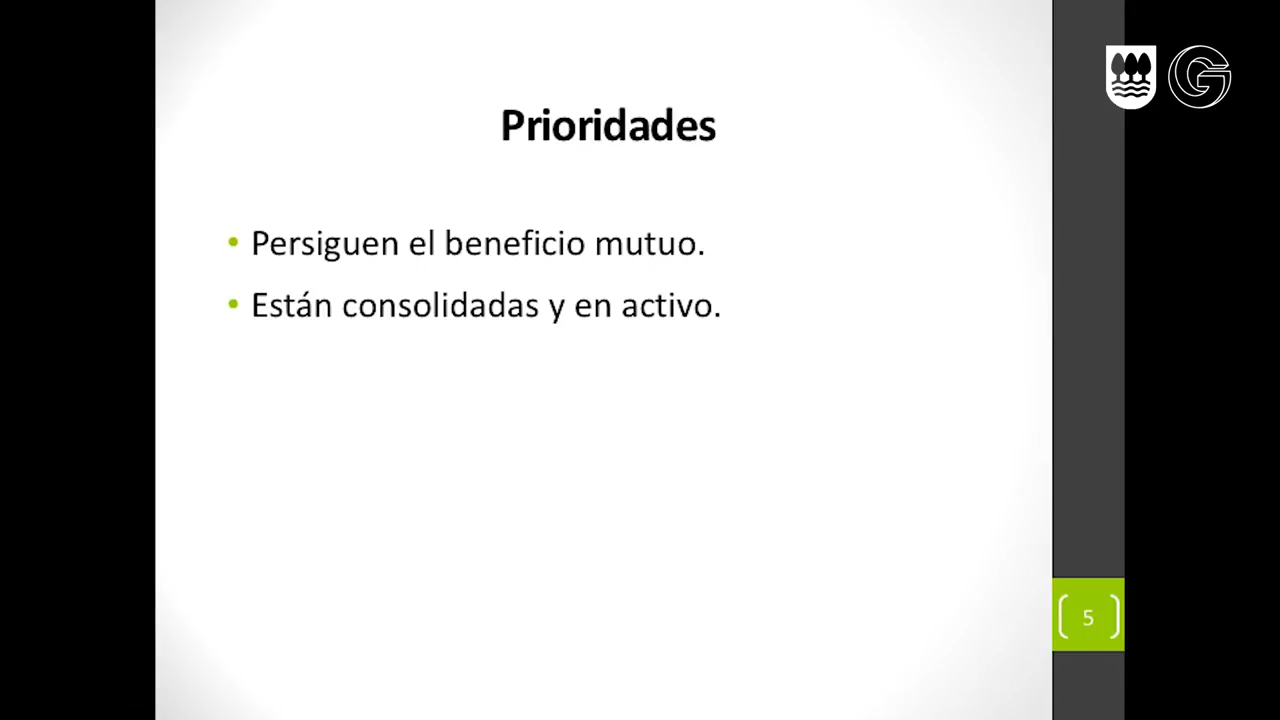 Prioridades
• Persiguen el beneficio mutuo.
• Están consolidadas y en activo.
5